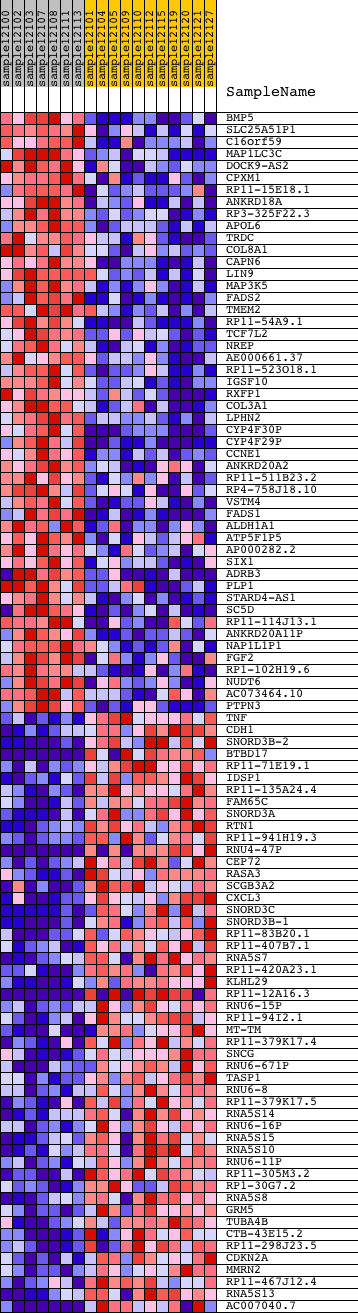 sample12100
sample12102
sample12103
sample12107
sample12108
sample12111
sample12113
sample12101
sample12104
sample12105
sample12109
sample12110
sample12112
sample12115
sample12119
sample12120
sample12121
sample12127
SampleName
BMP5
SLC25A51P1
C16orf59
MAP1LC3C
DOCK9-AS2
CPXM1
RP11-15E18.1
ANKRD18A
RP3-325F22.3
APOL6
TRDC
COL8A1
CAPN6
LIN9
MAP3K5
FADS2
TMEM2
RP11-54A9.1
TCF7L2
NREP
AE000661.37
RP11-523O18.1
IGSF10
RXFP1
COL3A1
LPHN2
CYP4F30P
CYP4F29P
CCNE1
ANKRD20A2
RP11-511B23.2
RP4-758J18.10
VSTM4
FADS1
ALDH1A1
ATP5F1P5
AP000282.2
SIX1
ADRB3
PLP1
STARD4-AS1
SC5D
RP11-114J13.1
ANKRD20A11P
NAP1L1P1
FGF2
RP1-102H19.6
NUDT6
AC073464.10
PTPN3
TNF
CDH1
SNORD3B-2
BTBD17
RP11-71E19.1
IDSP1
RP11-135A24.4
FAM65C
SNORD3A
RTN1
RP11-941H19.3
RNU4-47P
CEP72
RASA3
SCGB3A2
CXCL3
SNORD3C
SNORD3B-1
RP11-83B20.1
RP11-407B7.1
RNA5S7
RP11-420A23.1
KLHL29
RP11-12A16.3
RNU6-15P
RP11-94I2.1
MT-TM
RP11-379K17.4
SNCG
RNU6-671P
TASP1
RNU6-8
RP11-379K17.5
RNA5S14
RNU6-16P
RNA5S15
RNA5S10
RNU6-11P
RP11-305M3.2
RP1-30G7.2
RNA5S8
GRM5
TUBA4B
CTB-43E15.2
RP11-298J23.5
CDKN2A
MMRN2
RP11-467J12.4
RNA5S13
AC007040.7